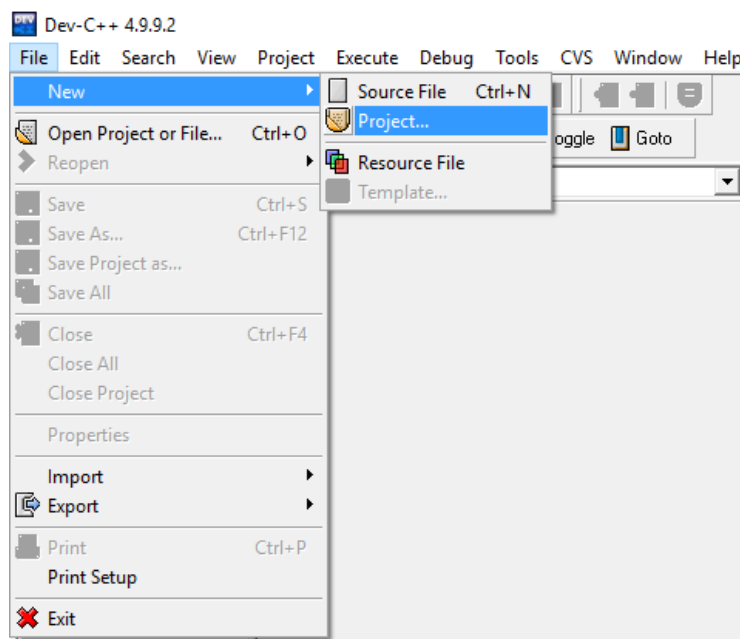 Dev-C++ 4.9.9.2
File Edit Search View Project Execute Debug Tools CVS Window Help
New
Source File Ctrl+N
Project...
Resource File
Template...
oggle Goto
Open Project or File... Ctrl+O
Reopen
Save Ctrl+S
Save As... Ctrl+F12
Save Project as...
Save All
Close Ctrl+F4
Close All
Close Project
Properties
Import
Export
Print Ctrl+P
Print Setup
Exit